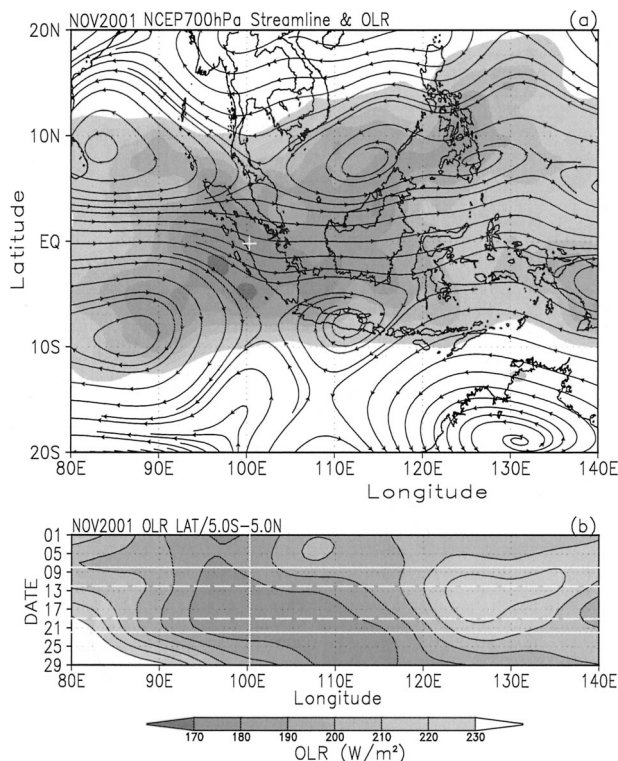 NOV2001 NCEP700hPa Streamline & OLR (a)
20N
10N
EQ
10S
20S
Latitude
80E 90E 100E 110E 120E 130E 140E
Longitude
NOV2001 OLR LAT/5.0S-5.0N (b)
01
05
09
13
17
21
25
29
DATE
80E 90E 100E 110E 120E 130E 140E
Longitude
170 180 190 200 210 220 230
OLR (W/m²)